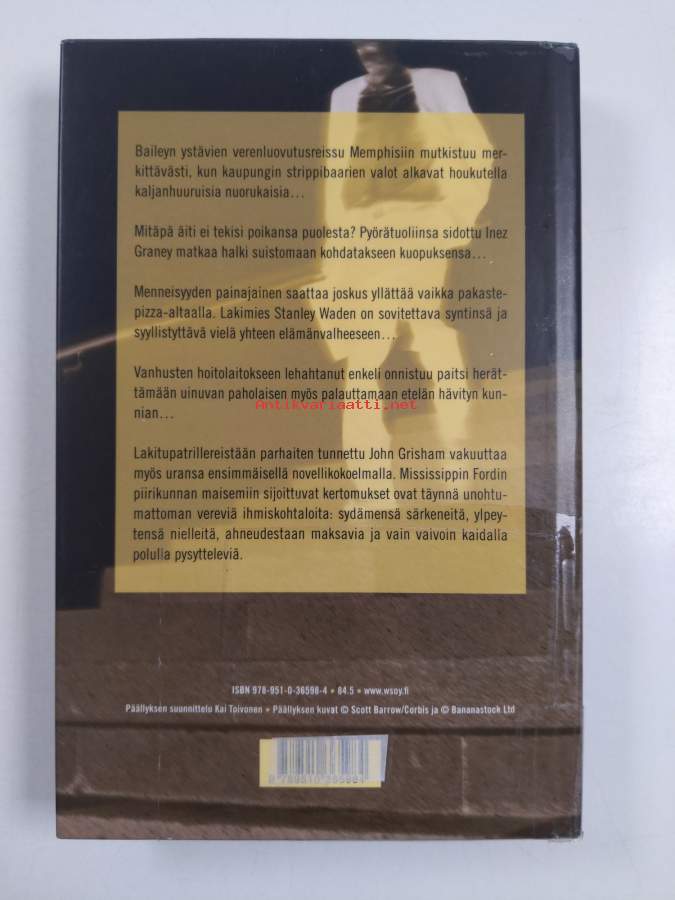 Baileyn ystävien verenluovutusreissu Memphisiin mutkistuu mer-
kittävästi, kun kaupungin strippibaarien valot alkavat houkutella
kaljanhuuruisia nuorukaisia...
Mitäpä äiti ei tekisi poikansa puolesta? Pyörätuoliinsa sidottu Inez
Graney matkaa halki suistomaan kohdatakseen kuopuksensa...
Menneisyyden painajainen saattaa joskus yllättää vaikka pakaste-
pizza-altaalla. Lakimies Stanley Waden on sovitettava syntinsä ja
syyllistyttävä vielä yhteen elämänvalheeseen...
Vanhusten hoitolaitokseen lehahtanut enkeli onnistuu paitsi herät-
tämään uinuvan paholaisen myös palauttamaan etelän hävityn kun-
nian...
Antikvariaatti.net
Lakitupatrillereistään parhaiten tunnettu John Grisham vakuuttaa
myös uransa ensimmäisellä novellikokoelmalla. Mississippin Fordin
piirikunnan maisemiin sijoittuvat kertomukset ovat täynnä unohtu-
mattoman vereviä ihmiskohtaloita: sydämensä särkeneitä, ylpey-
tensä nielleitä, ahneudestaan maksavia ja vain vaivoin kaidalla
polulla pysytteleviä.
ISBN 978-951-0-36598-4 • 84.5 • www.wsoy.fi
Päällyksen suunnittelu Kai Toivonen • Päällyksen kuvat © Scott Barrow/Corbis ja © Bananastock Ltd